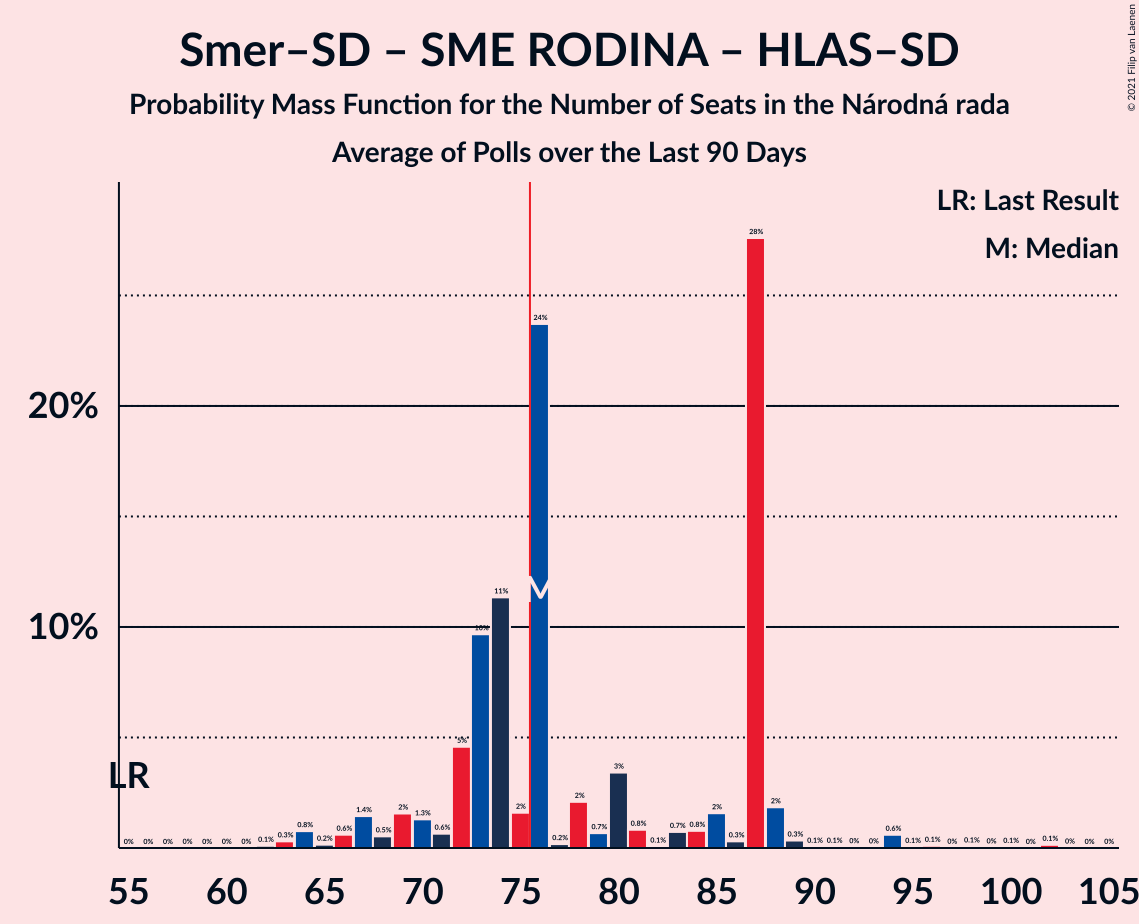 Smer–SD – SME RODINA – HLAS–SD
Probability Mass Function for the Number of Seats in the Národná rada
Average of Polls over the Last 90 Days
© 2021 Filip van Laenen
LR: Last Result
M: Median
20%
10%
LR
M
0% 0% 0% 0% 0% 0% 0% 0.1% 0.3% 0.8% 0.2% 0.6% 1.4% 0.5% 2% 1.3% 0.6% 5% 10% 11% 2% 24% 0.2% 2% 0.7% 3% 0.8% 0.1% 0.7% 0.8% 2% 0.3% 28% 2% 0.3% 0.1% 0.1% 0% 0% 0.6% 0.1% 0.1% 0% 0.1% 0% 0.1% 0% 0.1% 0% 0% 0%
55 60 65 70 75 80 85 90 95 100 105